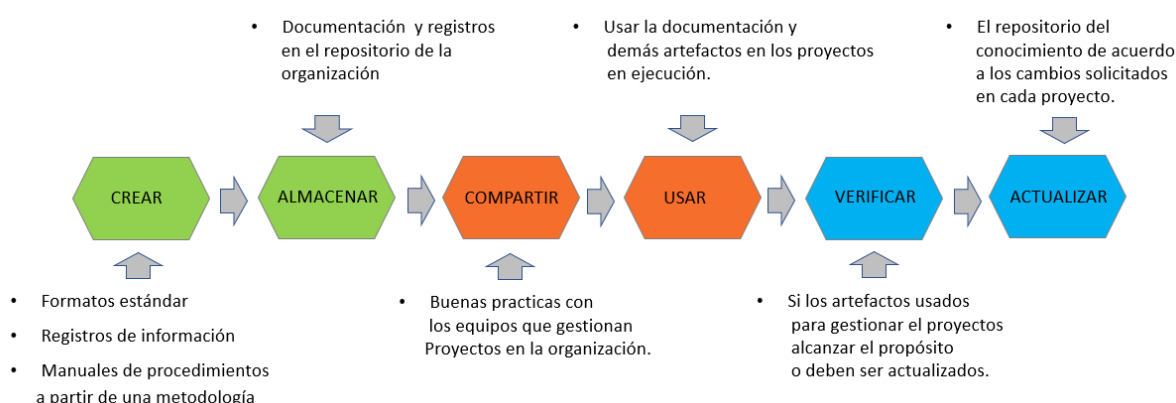 • Documentación y registros
en el repositorio de la
organización
• Usar la documentación y
demás artefactos en los proyectos
en ejecución.
• El repositorio del
conocimiento de acuerdo
a los cambios solicitados
en cada proyecto.
CREAR
ALMACENAR
COMPARTIR
USAR
VERIFICAR
ACTUALIZAR
• Formatos estándar
• Registros de información
• Manuales de procedimientos
a partir de una metodología
• Buenas practicas con
los equipos que gestionan
Proyectos en la organización.
• Si los artefactos usados
para gestionar el proyectos
alcanzar el propósito
o deben ser actualizados.